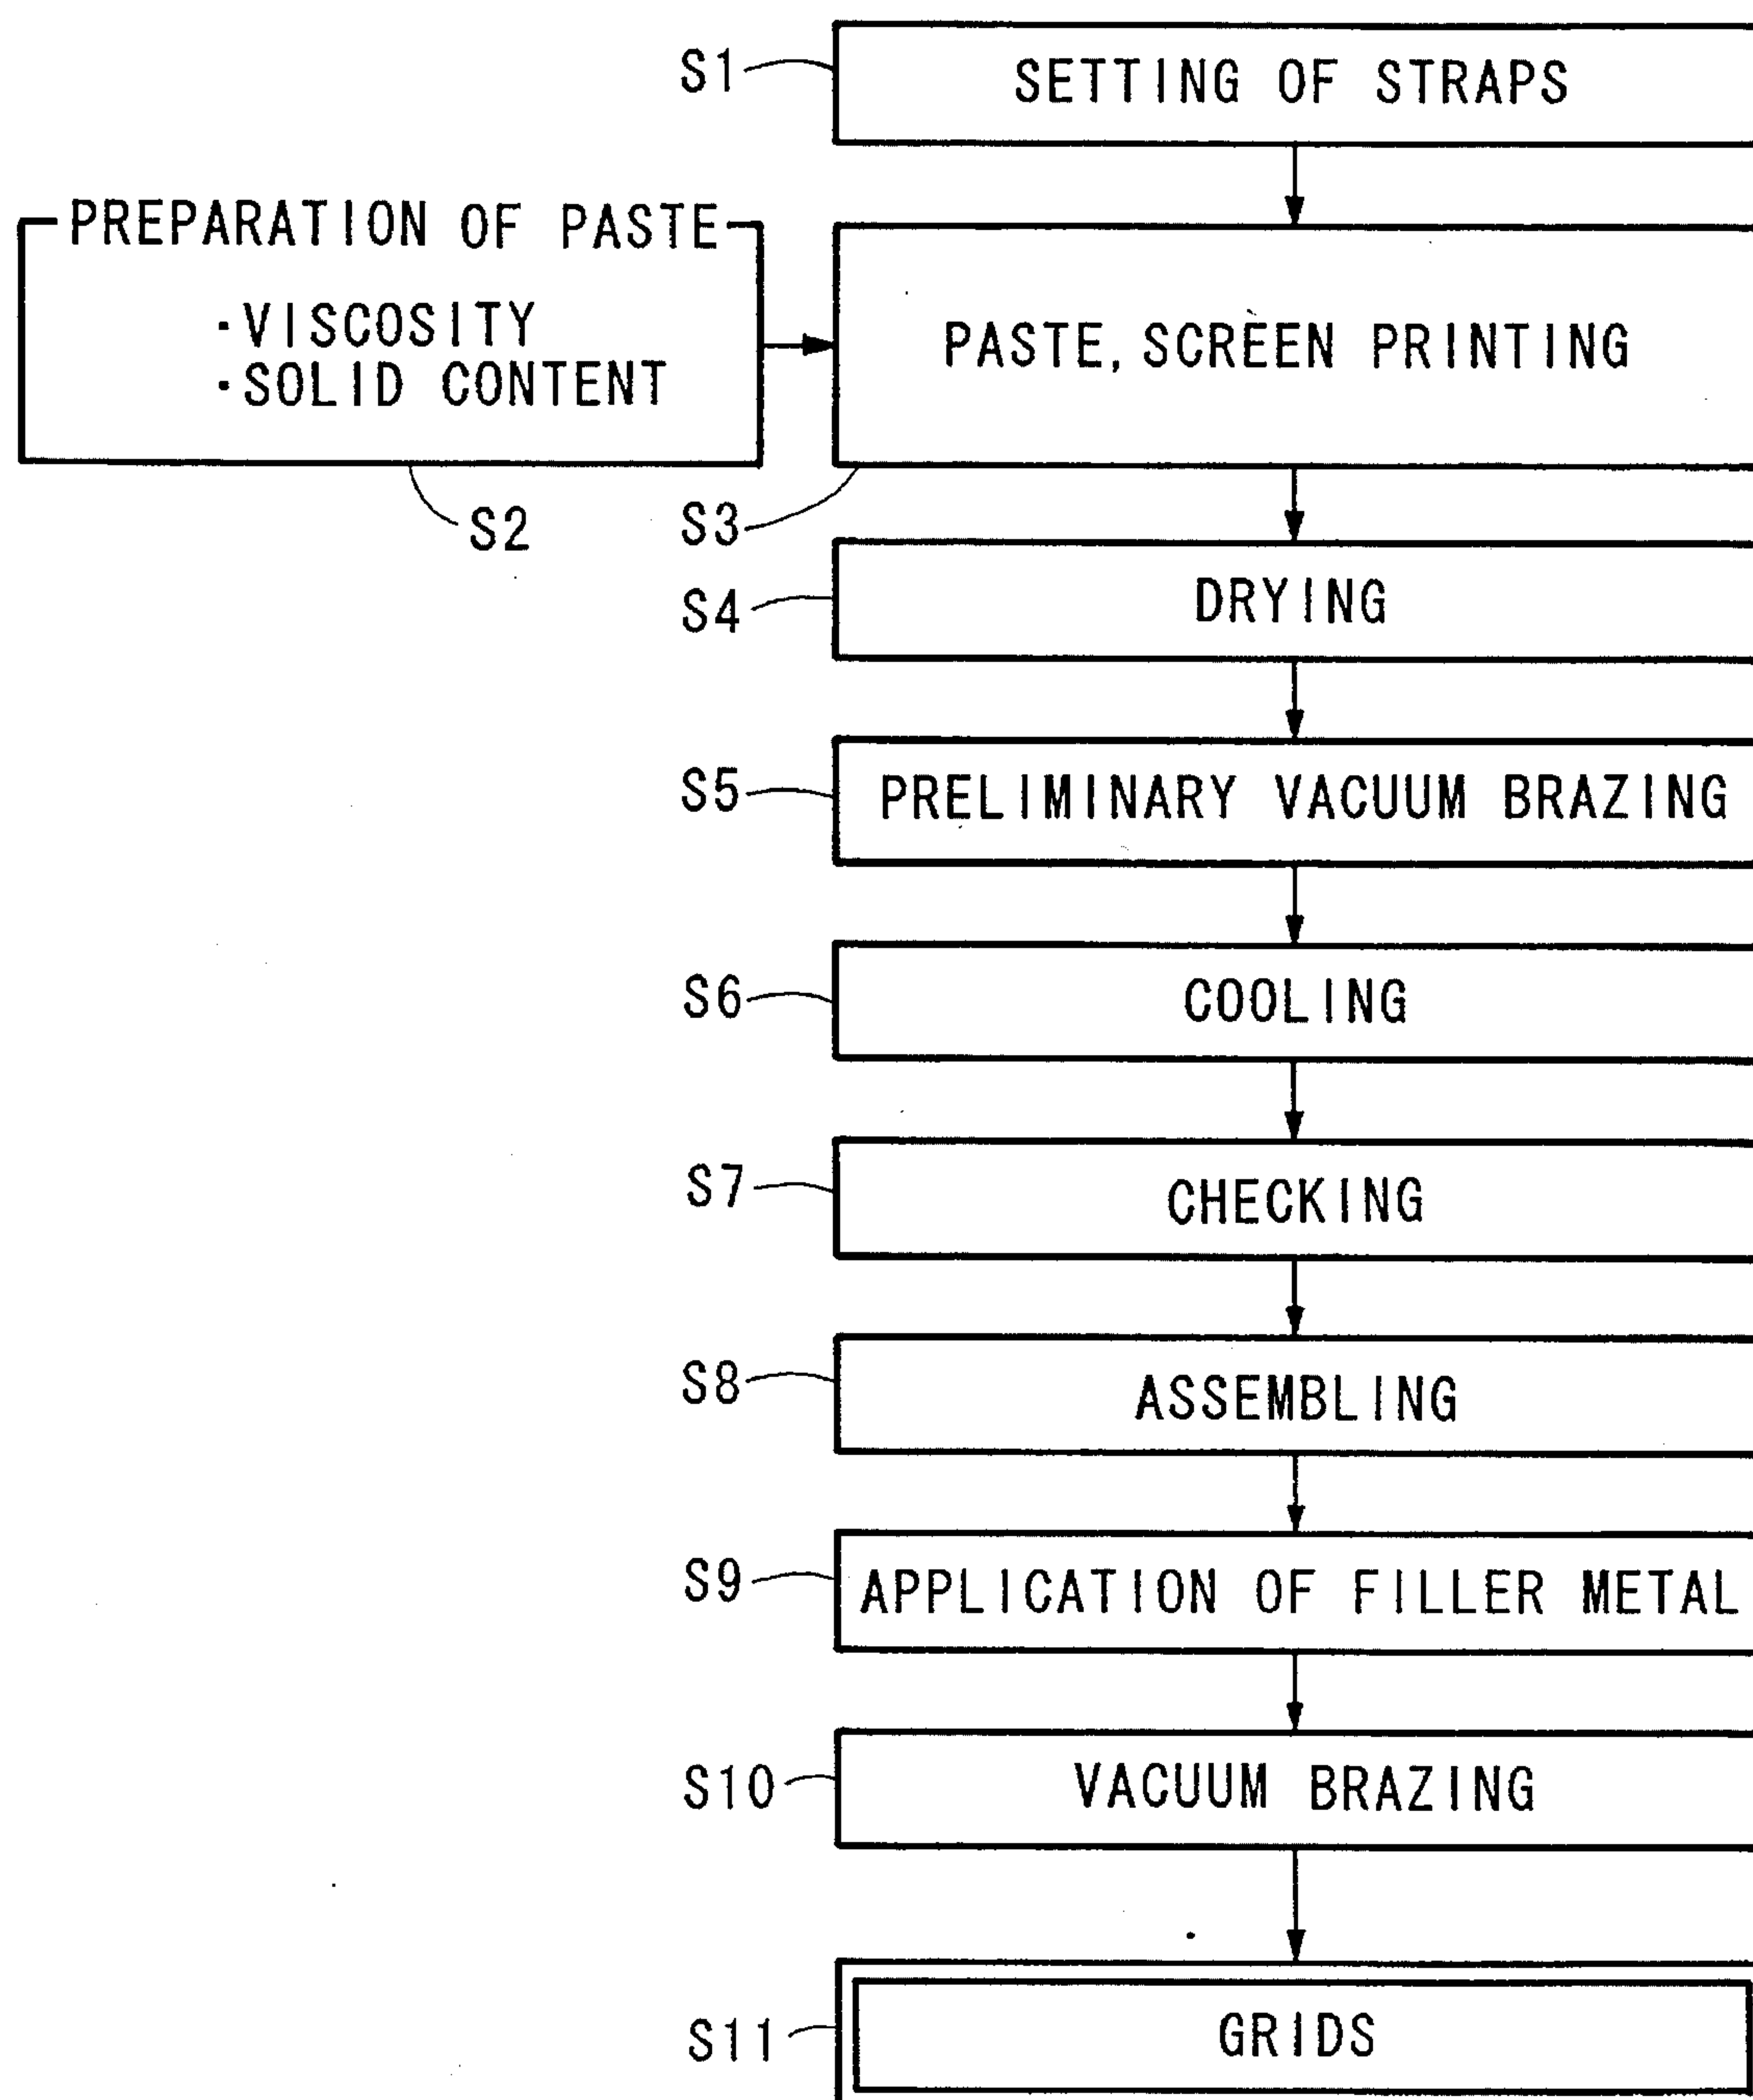 S1
SETTING OF STRAPS
PREPARATION OF PASTE
·VISCOSITY
·SOLID CONTENT
S2
PASTE, SCREEN PRINTING
S3
S4
DRYING
S5
PRELIMINARY VACUUM BRAZING
S6
COOLING
S7
CHECKING
S8
ASSEMBLING
S9
APPLICATION OF FILLER METAL
S10
VACUUM BRAZING
S11
GRIDS